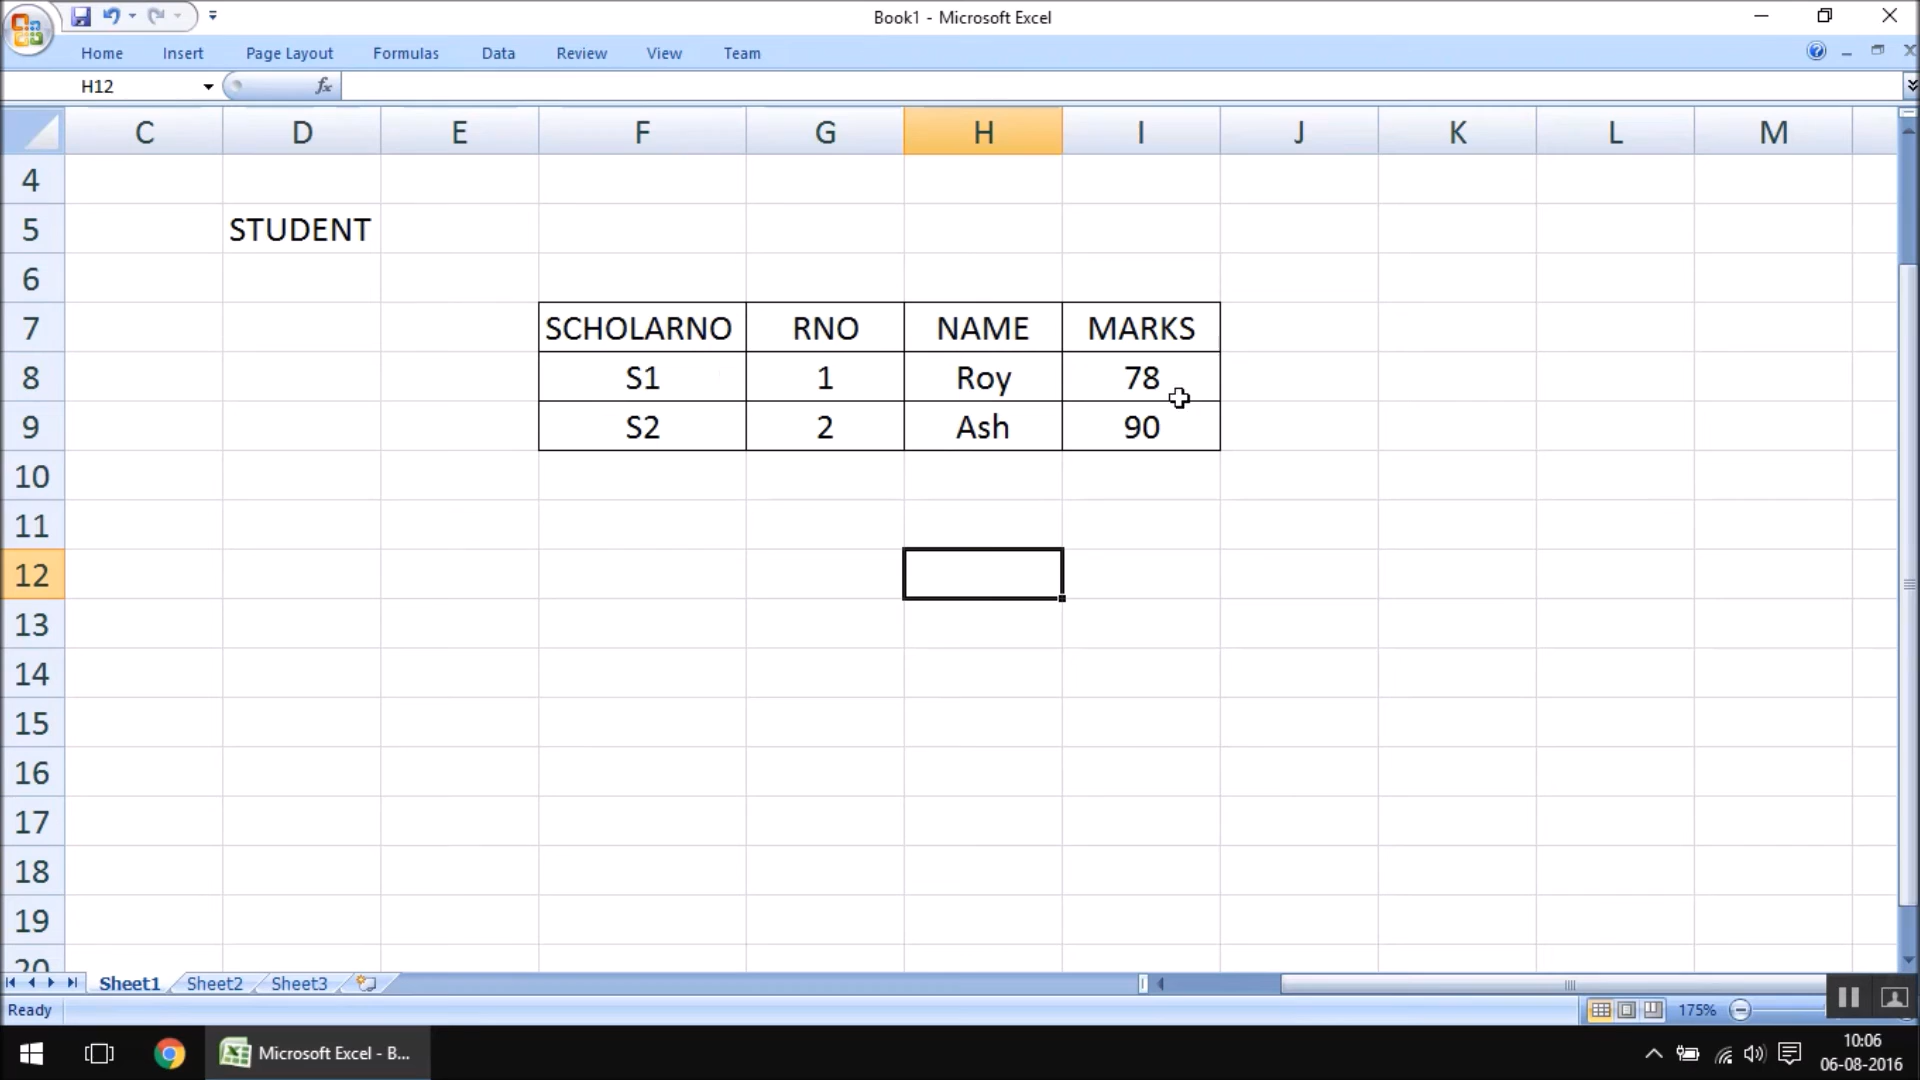 Book1 - Microsoft Excel
Home Insert Page Layout Formulas Data Review View Team
H12 fx
C D E F G H I J K L M
4
5 STUDENT
6
7 SCHOLARNO RNO NAME MARKS
8 S1 1 Roy 78
9 S2 2 Ash 90
10
11
12
13
14
15
16
17
18
19
20
Sheet1 Sheet2 Sheet3
Ready 175%
Microsoft Excel - B... 10:06
06-08-2016